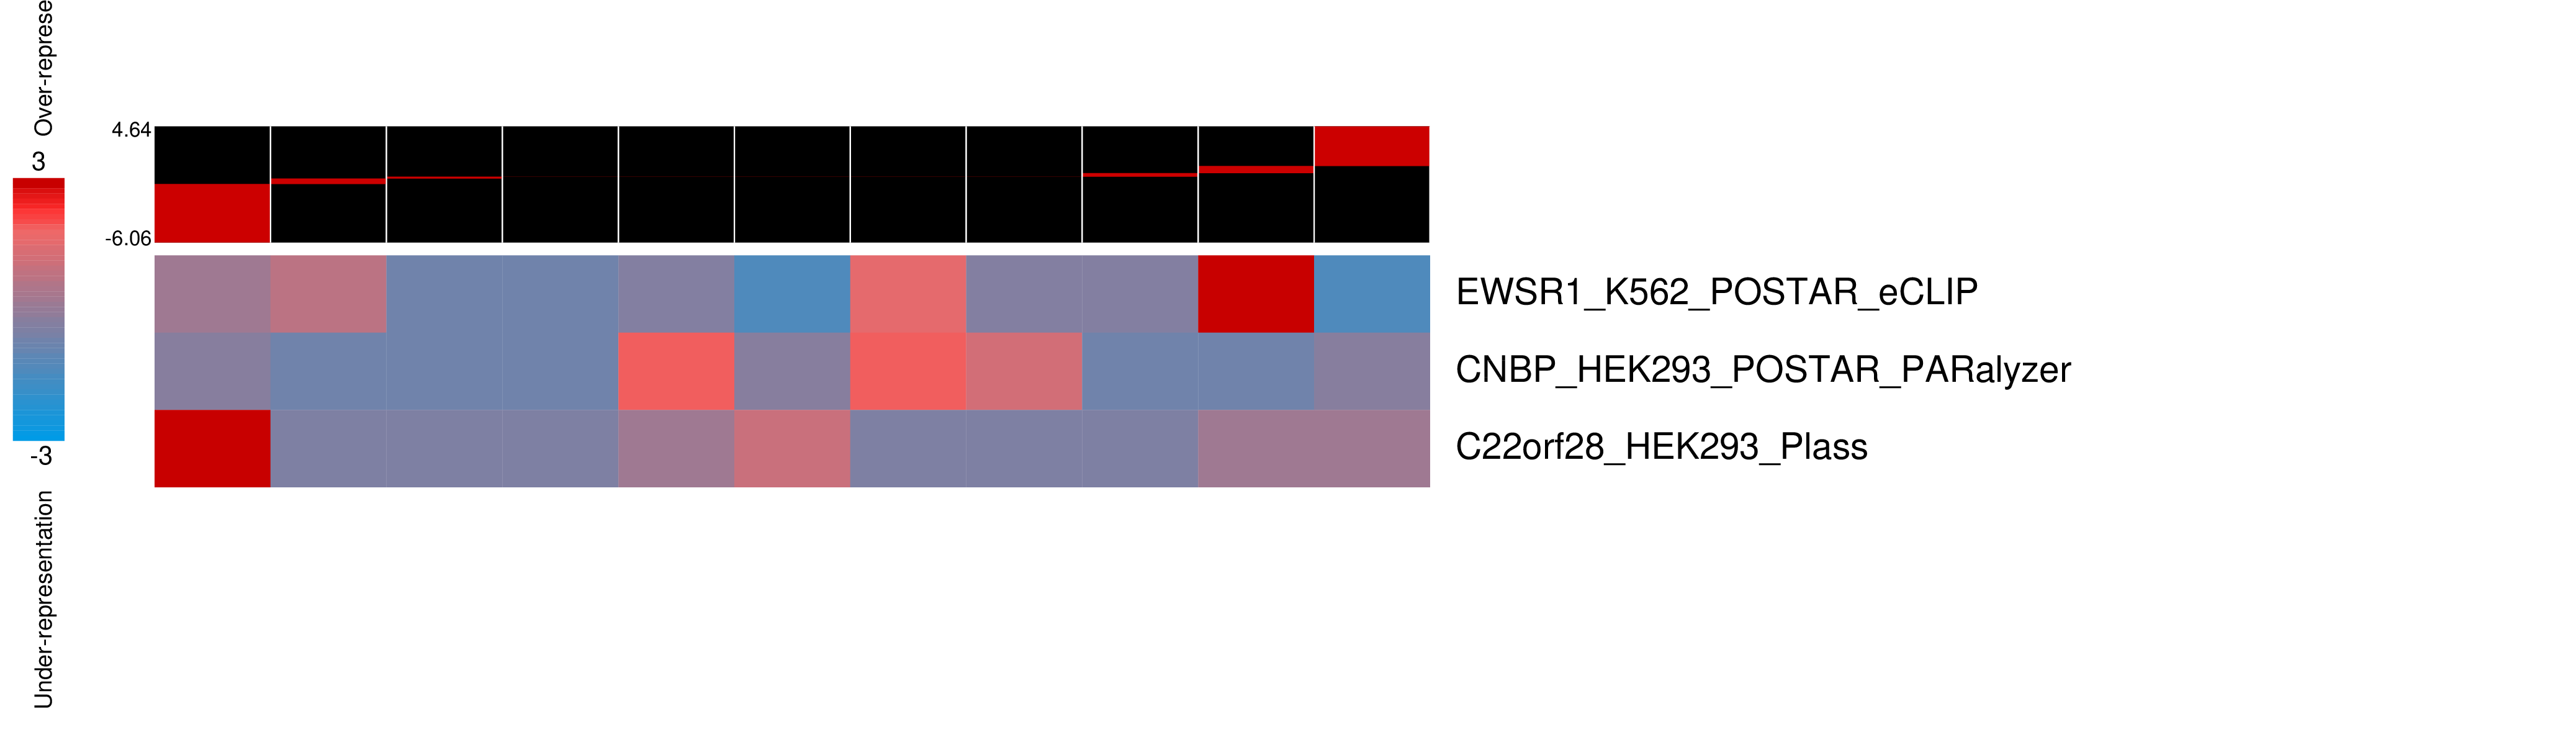 Over-represe
4.64
3
-6.06
-3
Under-representation
EWSR1_K562_POSTAR_eCLIP
CNBP_HEK293_POSTAR_PARalyzer
C22orf28_HEK293_Plass